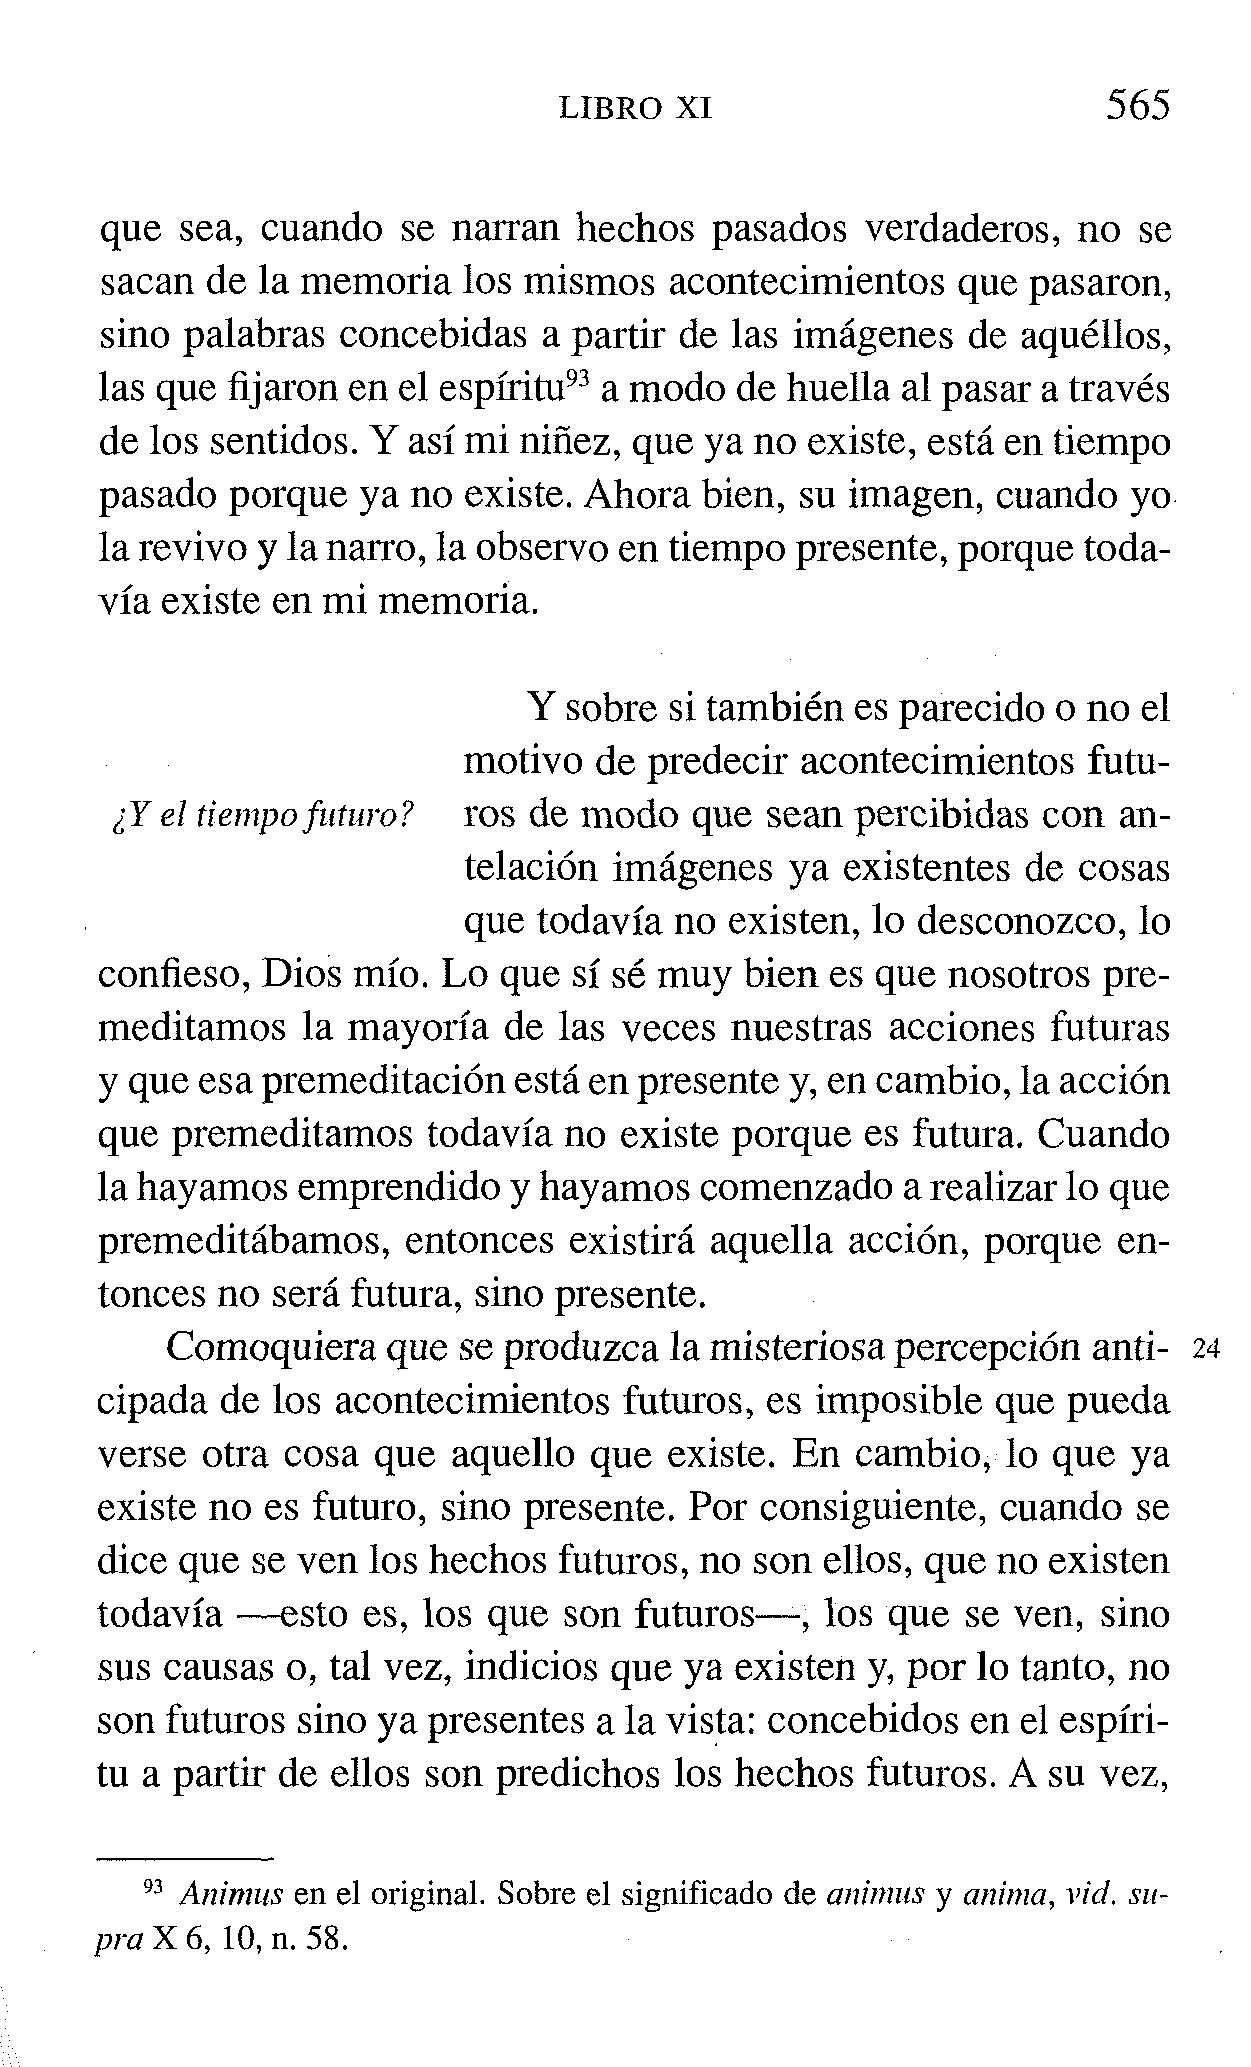 LIBRO XI 565
que sea, cuando se narran hechos pasados verdaderos, no se
sacan de la memoria los mismos acontecimientos que pasaron,
sino palabras concebidas a partir de las imágenes de aquéllos,
las que fijaron en el espíritu⁹³ a modo de huella al pasar a través
de los sentidos. Y así mi niñez, que ya no existe, está en tiempo
pasado porque ya no existe. Ahora bien, su imagen, cuando yo
la revivo y la narro, la observo en tiempo presente, porque toda-
vía existe en mi memoria.
¿Y el tiempo futuro?
Y sobre si también es parecido o no el
motivo de predecir acontecimientos futu-
ros de modo que sean percibidas con an-
telación imágenes ya existentes de cosas
que todavía no existen, lo desconozco, lo
confieso, Dios mío. Lo que sí sé muy bien es que nosotros pre-
meditamos la mayoría de las veces nuestras acciones futuras
y que esa premeditación está en presente y, en cambio, la acción
que premeditamos todavía no existe porque es futura. Cuando
la hayamos emprendido y hayamos comenzado a realizar lo que
premeditábamos, entonces existirá aquella acción, porque en-
tonces no será futura, sino presente.
Comoquiera que se produzca la misteriosa percepción anti- 24
cipada de los acontecimientos futuros, es imposible que pueda
verse otra cosa que aquello que existe. En cambio, lo que ya
existe no es futuro, sino presente. Por consiguiente, cuando se
dice que se ven los hechos futuros, no son ellos, que no existen
todavía —esto es, los que son futuros—, los que se ven, sino
sus causas o, tal vez, indicios que ya existen y, por lo tanto, no
son futuros sino ya presentes a la vista: concebidos en el espíri-
tu a partir de ellos son predichos los hechos futuros. A su vez,
⁹³ Animus en el original. Sobre el significado de animus y anima, vid. su-
pra X 6, 10, n. 58.